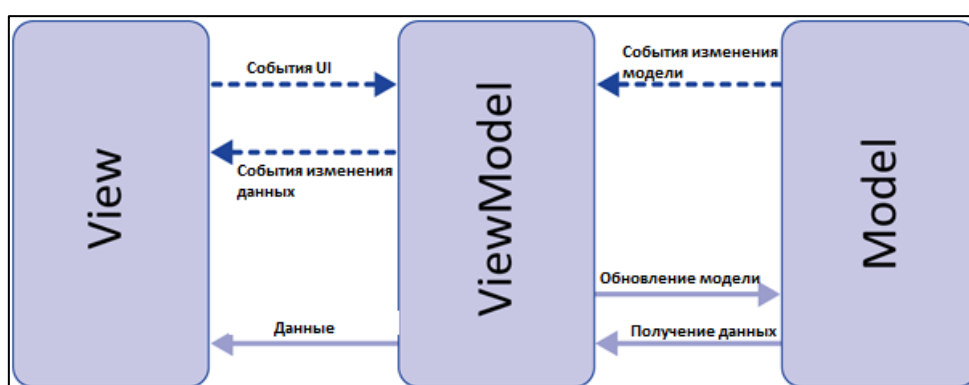 View
События UI
События изменения
данных
Данные
ViewModel
События изменения
модели
Обновление модели
Получение данных
Model